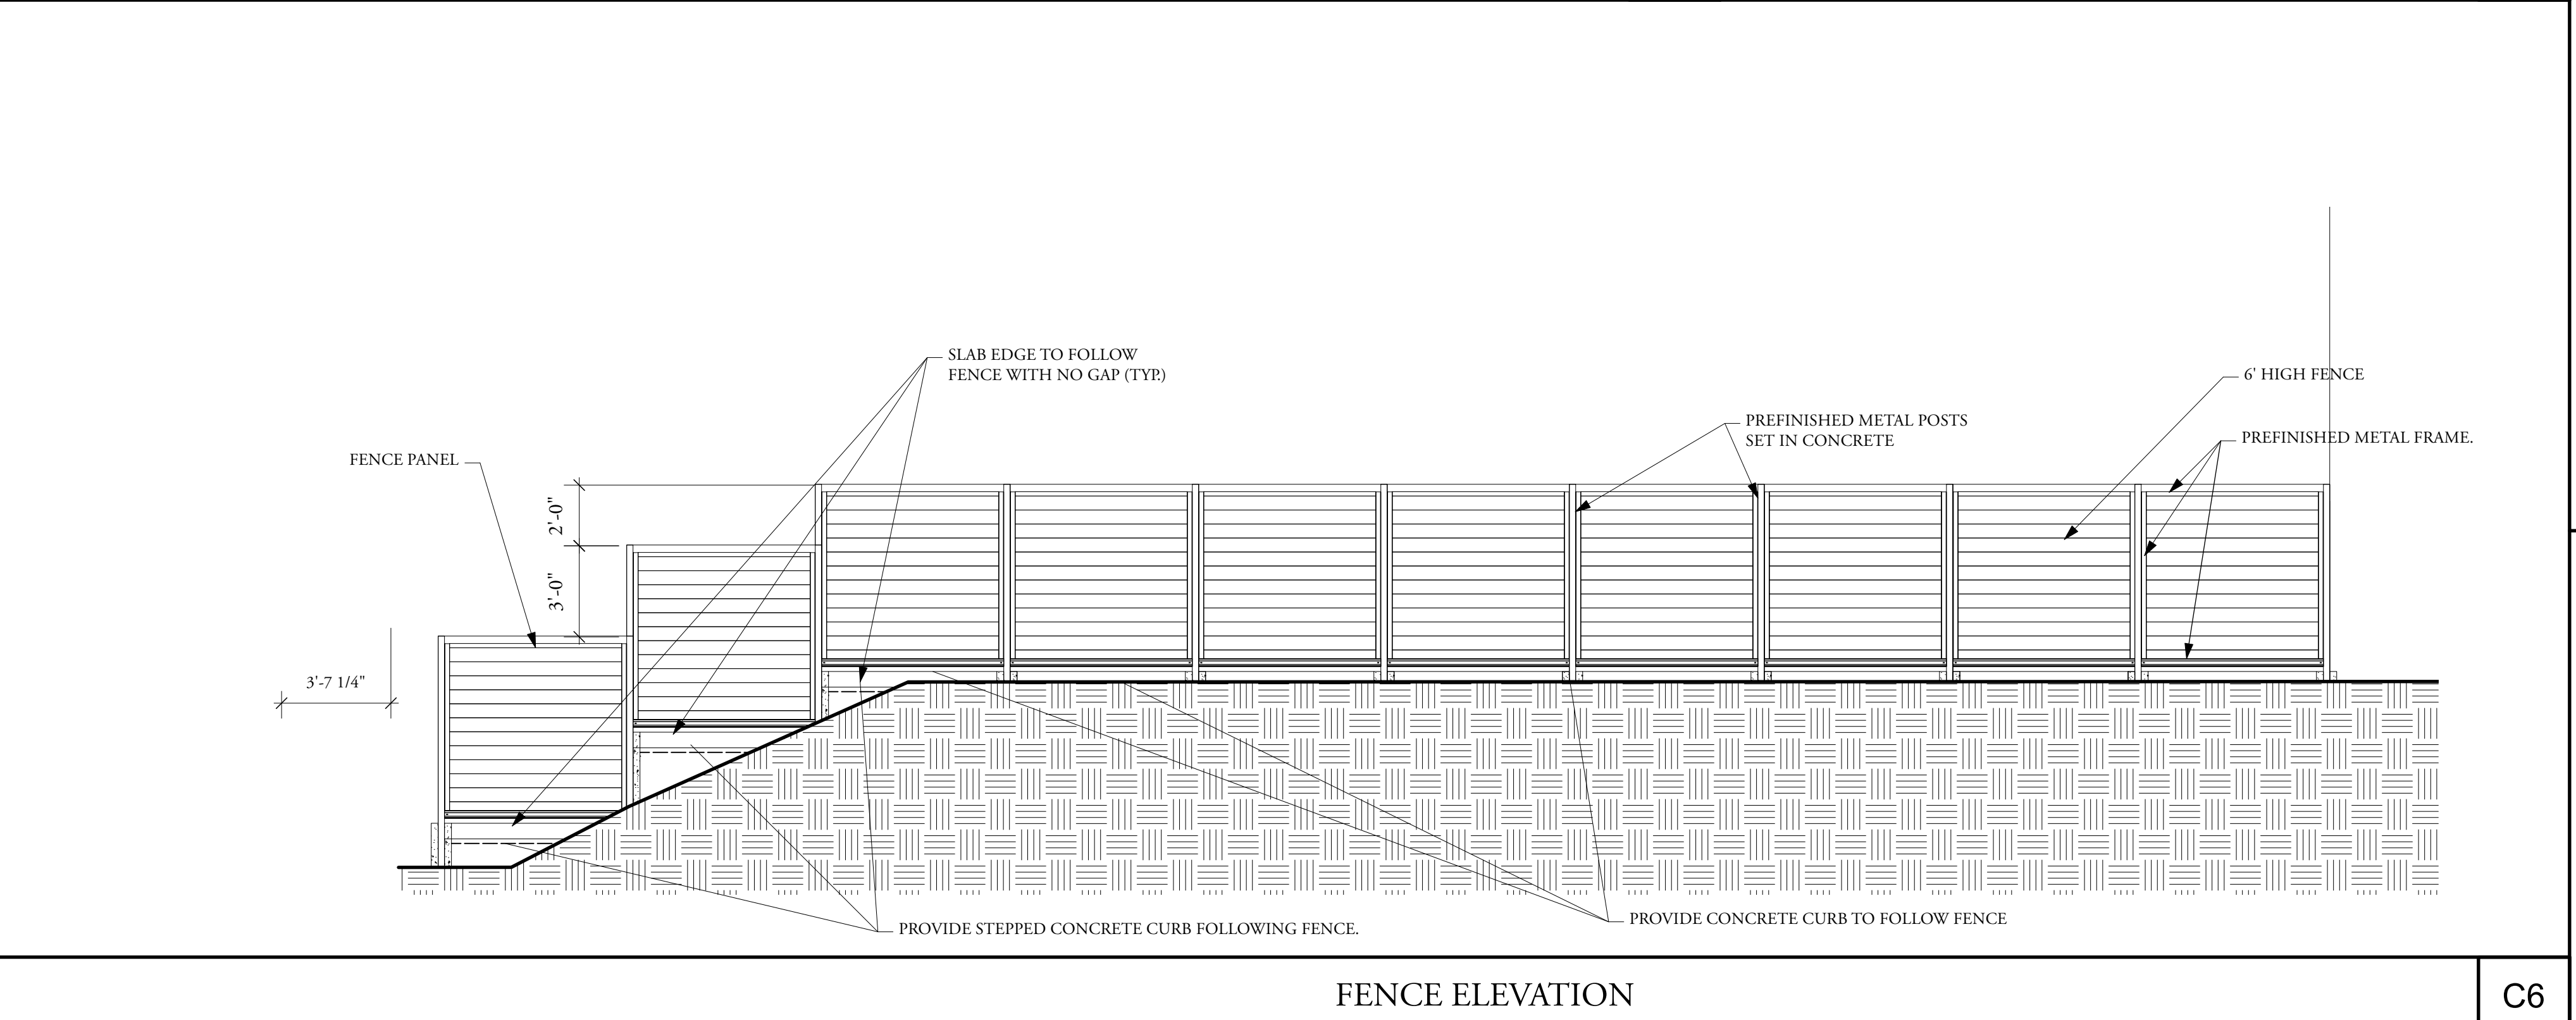 SLAB EDGE TO FOLLOW
FENCE WITH NO GAP (TYP.)
6' HIGH FENCE
PREFINISHED METAL POSTS
SET IN CONCRETE
PREFINISHED METAL FRAME.
FENCE PANEL
2'-0"
3'-0"
3'-7 1/4"
PROVIDE STEPPED CONCRETE CURB FOLLOWING FENCE.
PROVIDE CONCRETE CURB TO FOLLOW FENCE
FENCE ELEVATION
C6